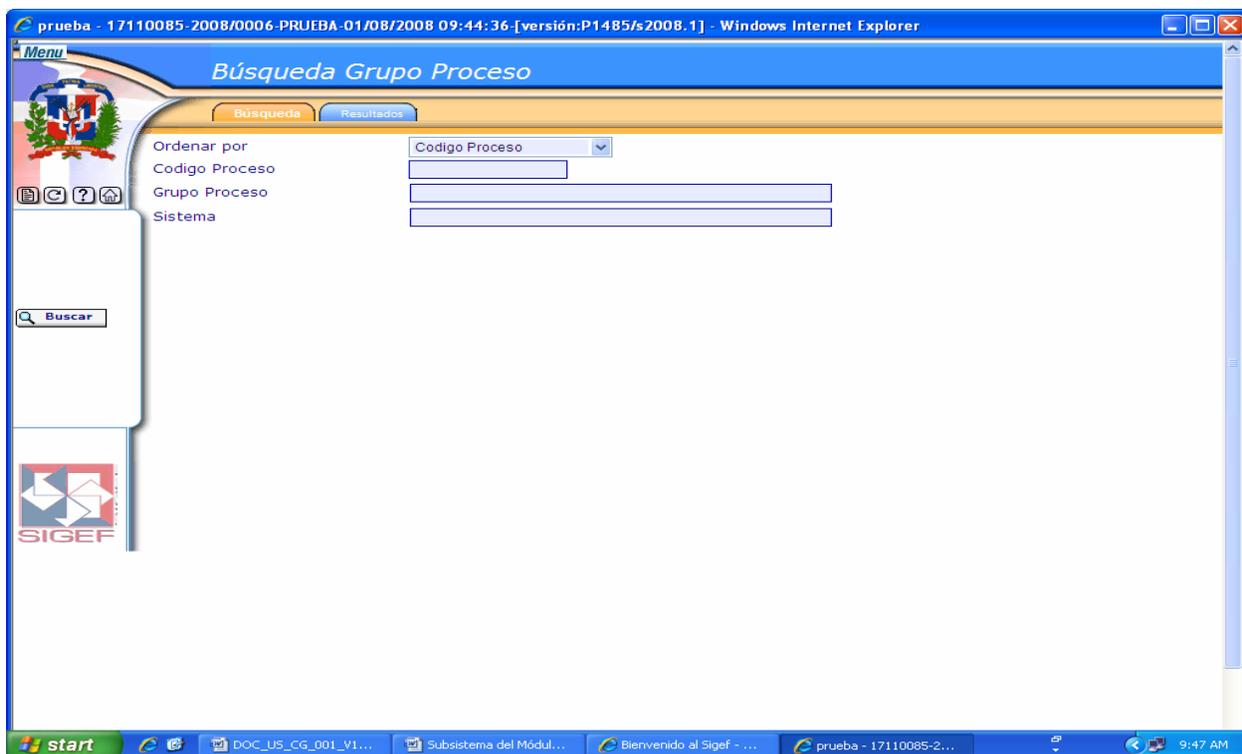 prueba - 17110085-2008/0006-PRUEBA-01/08/2008 09:44:36-[versión:P1485/s2008.1] - Windows Internet Explorer
Menu
Búsqueda Grupo Proceso
Búsqueda
Resultados
Ordenar por
Codigo Proceso
Codigo Proceso
Grupo Proceso
Sistema
Buscar
SIGEF
start
DOC_US_CG_001_V1...
Subsistema del Módul...
Bienvenido al Sigef - ...
prueba - 17110085-2...
9:47 AM